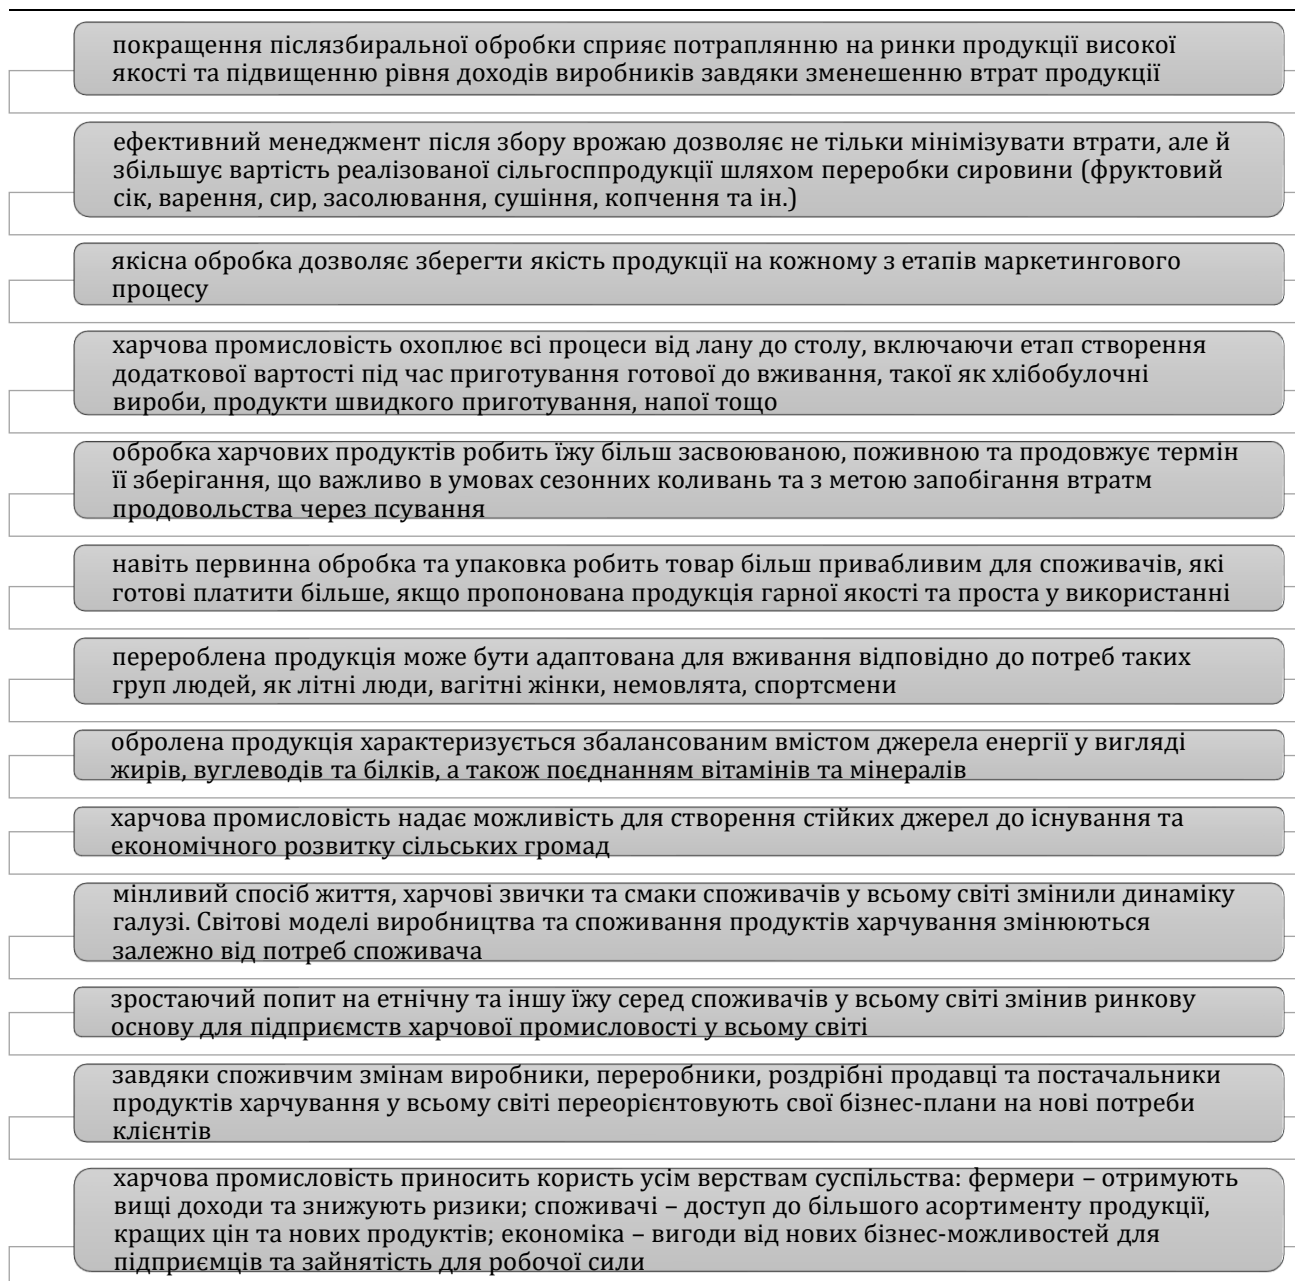 покращення післязбиральної обробки сприяє потраплянню на ринки продукції високої
якості та підвищенню рівня доходів виробників завдяки зменешенню втрат продукції
ефективний менеджмент після збору врожаю дозволяє не тільки мінімізувати втрати, але й
збільшує вартість реалізованої сільгосппродукції шляхом переробки сировини (фруктовий
сік, варення, сир, засолювання, сушіння, копчення та ін.)
якісна обробка дозволяє зберегти якість продукції на кожному з етапів маркетингового
процесу
харчова промисловість охоплює всі процеси від лану до столу, включаючи етап створення
додаткової вартості під час приготування готової до вживання, такої як хлібобулочні
вироби, продукти швидкого приготування, напої тощо
обробка харчових продуктів робить їжу більш засвоюваною, поживною та продовжує термін
її зберігання, що важливо в умовах сезонних коливань та з метою запобігання втратм
продовольства через псування
навіть первинна обробка та упаковка робить товар більш привабливим для споживачів, які
готові платити більше, якщо пропонована продукція гарної якості та проста у використанні
перероблена продукція може бути адаптована для вживання відповідно до потреб таких
груп людей, як літні люди, вагітні жінки, немовлята, спортсмени
обролена продукція характеризується збалансованим вмістом джерела енергії у вигляді
жирів, вуглеводів та білків, а також поєднанням вітамінів та мінералів
харчова промисловість надає можливість для створення стійких джерел до існування та
економічного розвитку сільських громад
мінливий спосіб життя, харчові звички та смаки споживачів у всьому світі змінили динаміку
галузі. Світові моделі виробництва та споживання продуктів харчування змінюються
залежно від потреб споживача
зростаючий попит на етнічну та іншу їжу серед споживачів у всьому світі змінив ринкову
основу для підприємств харчової промисловості у всьому світі
завдяки споживчим змінам виробники, переробники, роздрібні продавці та постачальники
продуктів харчування у всьому світі переорієнтовують свої бізнес-плани на нові потреби
клієнтів
харчова промисловість приносить користь усім верствам суспільства: фермери – отримують
вищі доходи та знижують ризики; споживачі – доступ до більшого асортименту продукції,
кращих цін та нових продуктів; економіка – вигоди від нових бізнес-можливостей для
підприємців та зайнятість для робочої сили